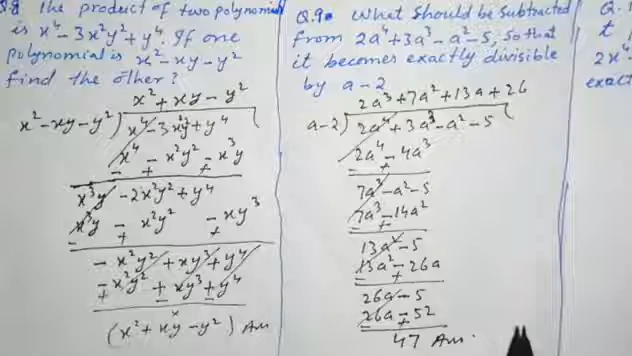 Q.8 The product of two polynomial
is x⁴-3x²y²+y⁴. If one
polynomial is x²-xy-y²
find the other?
x²+xy-y²
x²-xy-y²) x⁴-3x²y²+y⁴
x⁴-x²y²-x³y
- + +
x³y-2x²y²+y⁴
x³y-x²y² -xy³
- + +
-x²y²+xy³+y⁴
-x²y²+xy³+y⁴
+ - -
x
(x²+xy-y²) Ans
Q.9. What should be subtracted
from 2a⁴+3a³-a²-5, so that
it becomes exactly divisible
by a-2
2a³+7a²+13a+26
a-2) 2a⁴+3a³-a²-5
2a⁴-4a³
- +
7a³-a²-5
7a³-14a²
- +
13a²-5
13a²-26a
- +
26a-5
26a-52
- +
47 Ans.
Q.1
t
2x⁴
exact